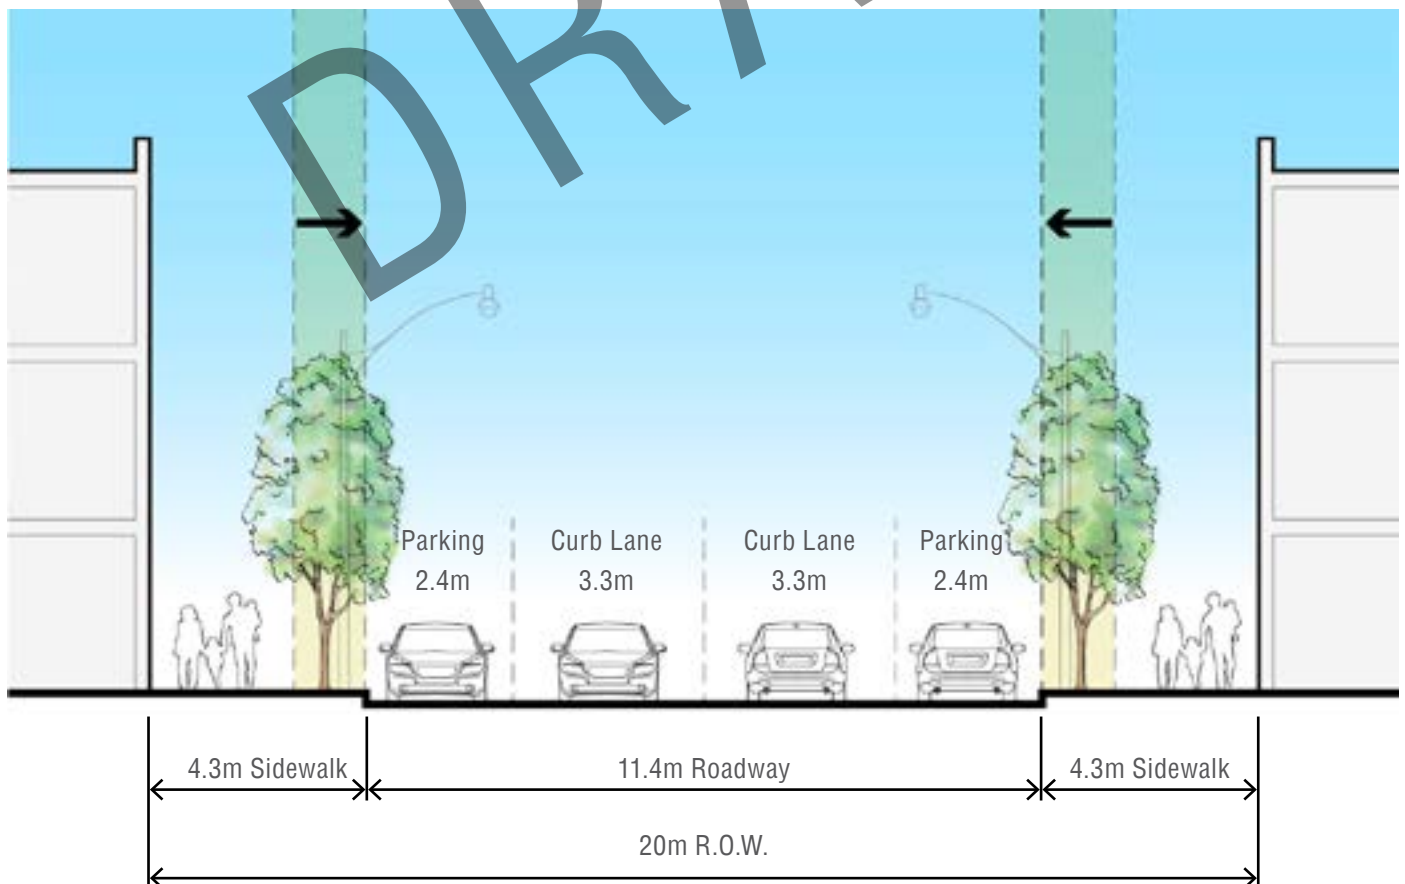 DRA
Parking Curb Lane Curb Lane Parking
2.4m 3.3m 3.3m 2.4m
4.3m Sidewalk 11.4m Roadway 4.3m Sidewalk
20m R.O.W.